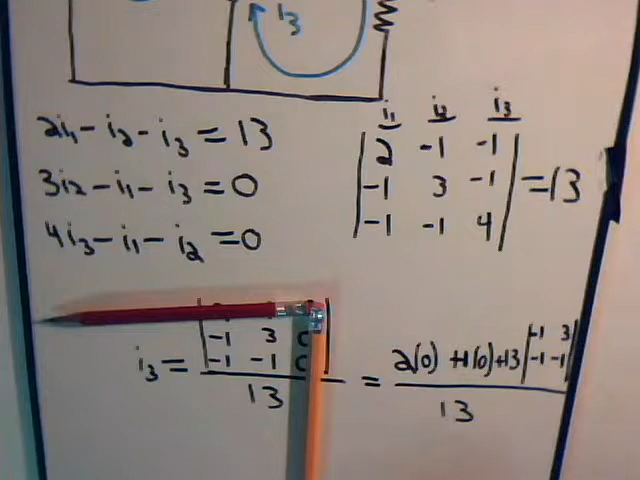 i3
2i1 - i2 - i3 = 13
3i2 - i1 - i3 = 0
4i3 - i1 - i2 = 0
i1 i2 i3
2 -1 -1
-1 3 -1 = 13
-1 -1 4
-1 3
i3 = -1 -1
13
= 2(0) + 1(0) + 13 |-1 3|
|-1 -1|
13